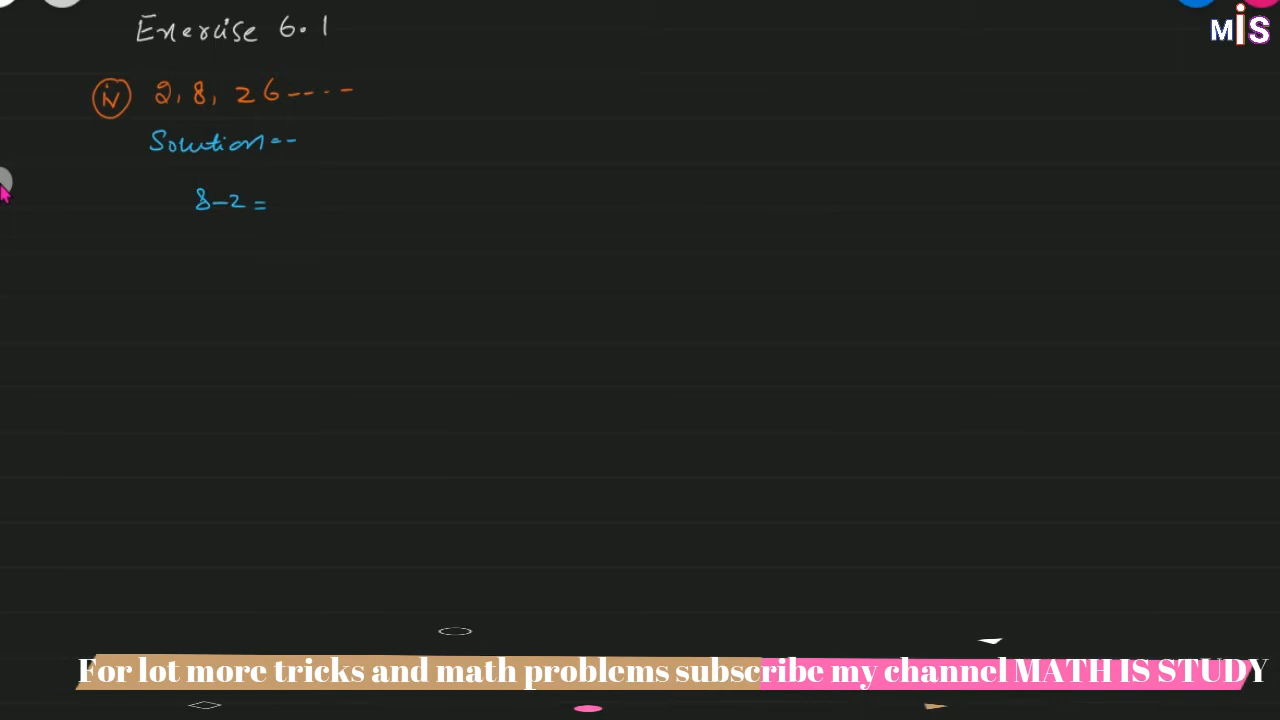 MiS
Exercise 6.1
iv 2, 8, 26-----
Solution=-
8-2=
For lot more tricks and math problems subscribe my channel MATH IS STUDY